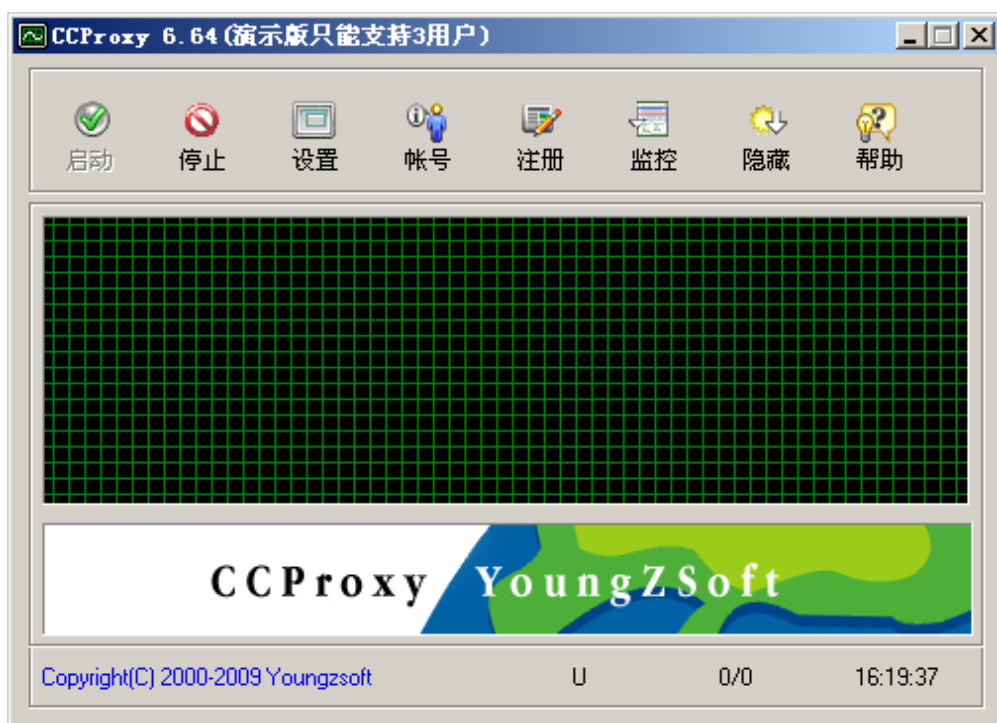 CCProxy 6.64(演示版只能支持3用户)
启动 停止 设置 帐号 注册 监控 隐藏 帮助
CCProxy YoungZSoft
Copyright(C) 2000-2009 Youngzsoft U 0/0 16:19:37